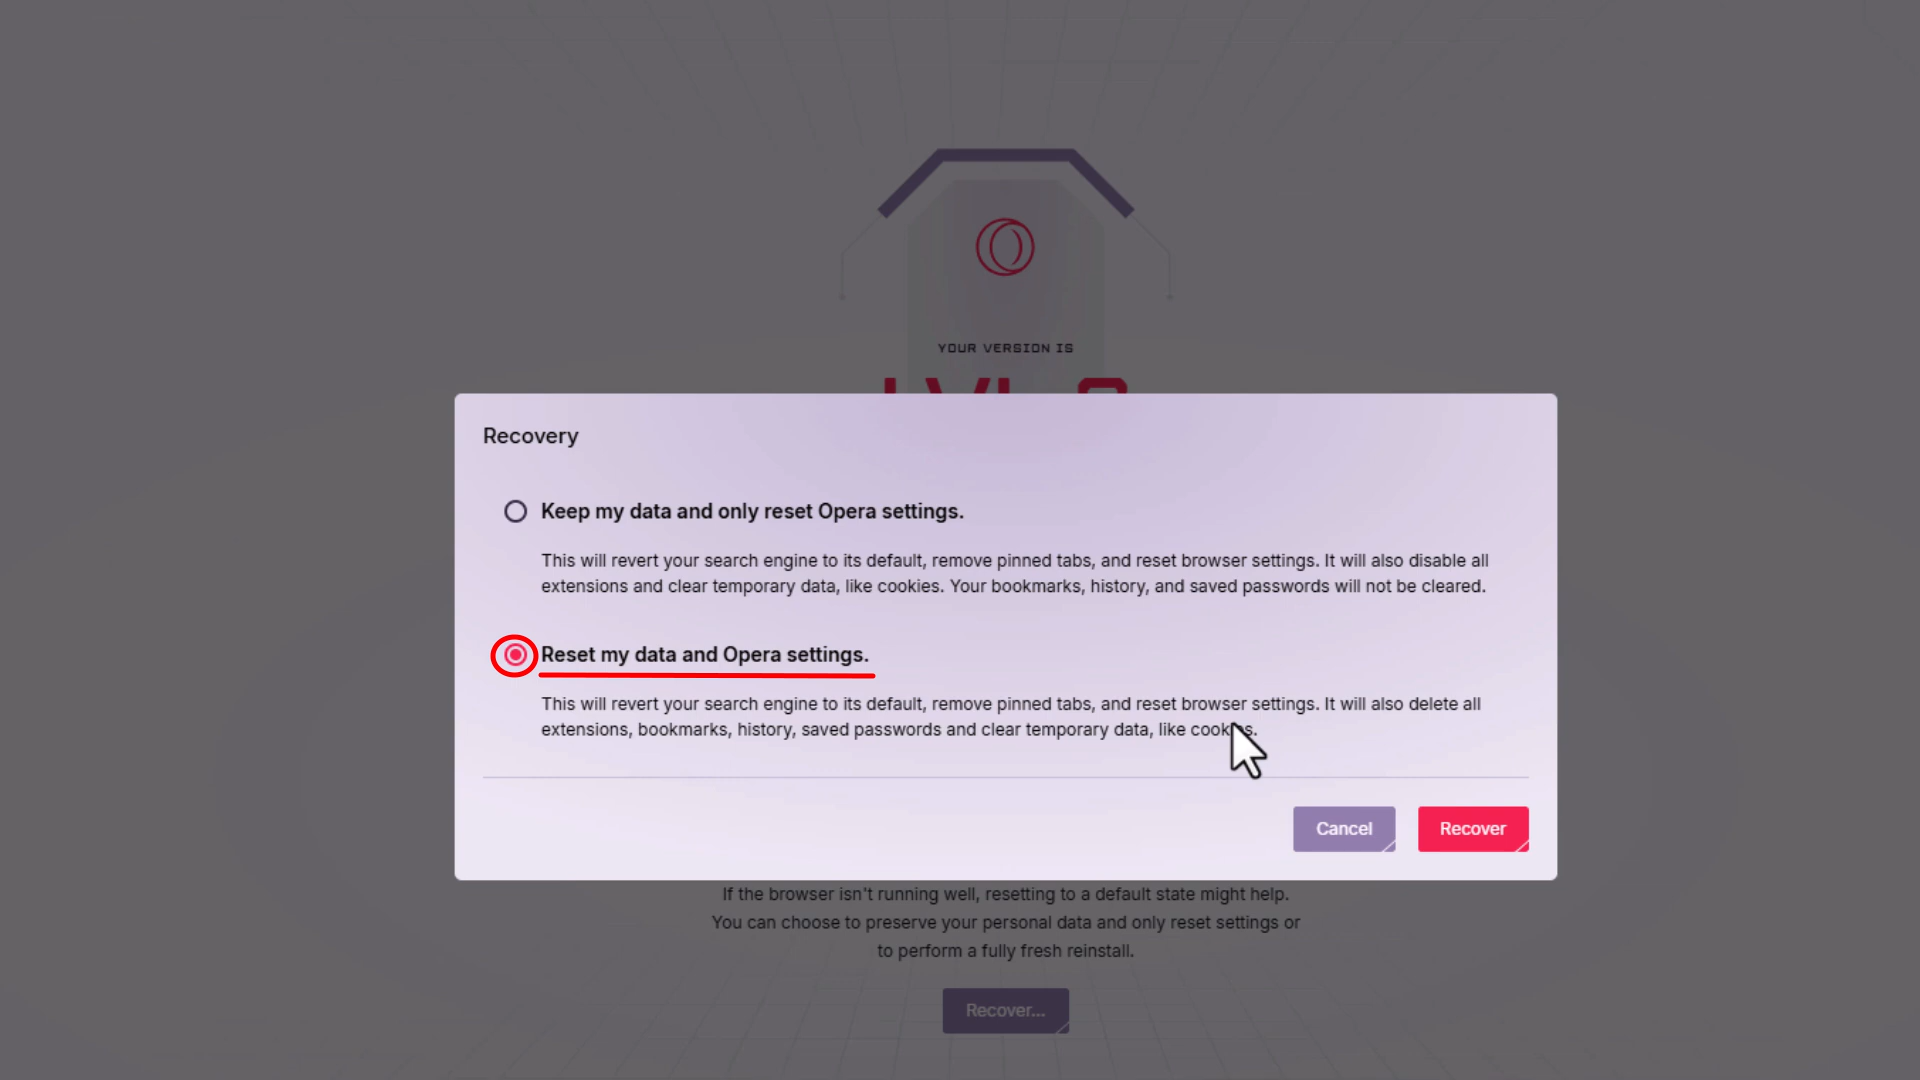 YOUR VERSION IS
Recovery
Keep my data and only reset Opera settings.
This will revert your search engine to its default, remove pinned tabs, and reset browser settings. It will also disable all
extensions and clear temporary data, like cookies. Your bookmarks, history, and saved passwords will not be cleared.
Reset my data and Opera settings.
This will revert your search engine to its default, remove pinned tabs, and reset browser settings. It will also delete all
extensions, bookmarks, history, saved passwords and clear temporary data, like cookies.
Cancel Recover
If the browser isn't running well, resetting to a default state might help.
You can choose to preserve your personal data and only reset settings or
to perform a fully fresh reinstall.
Recover...